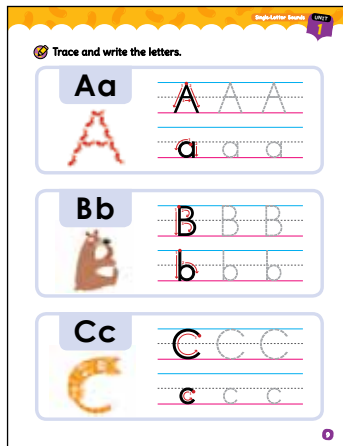 Single-Letter Sounds
UNIT
1
Trace and write the letters.
Aa
A A A
a a a
Bb
B B B
b b b
Cc
C C C
c c c
9